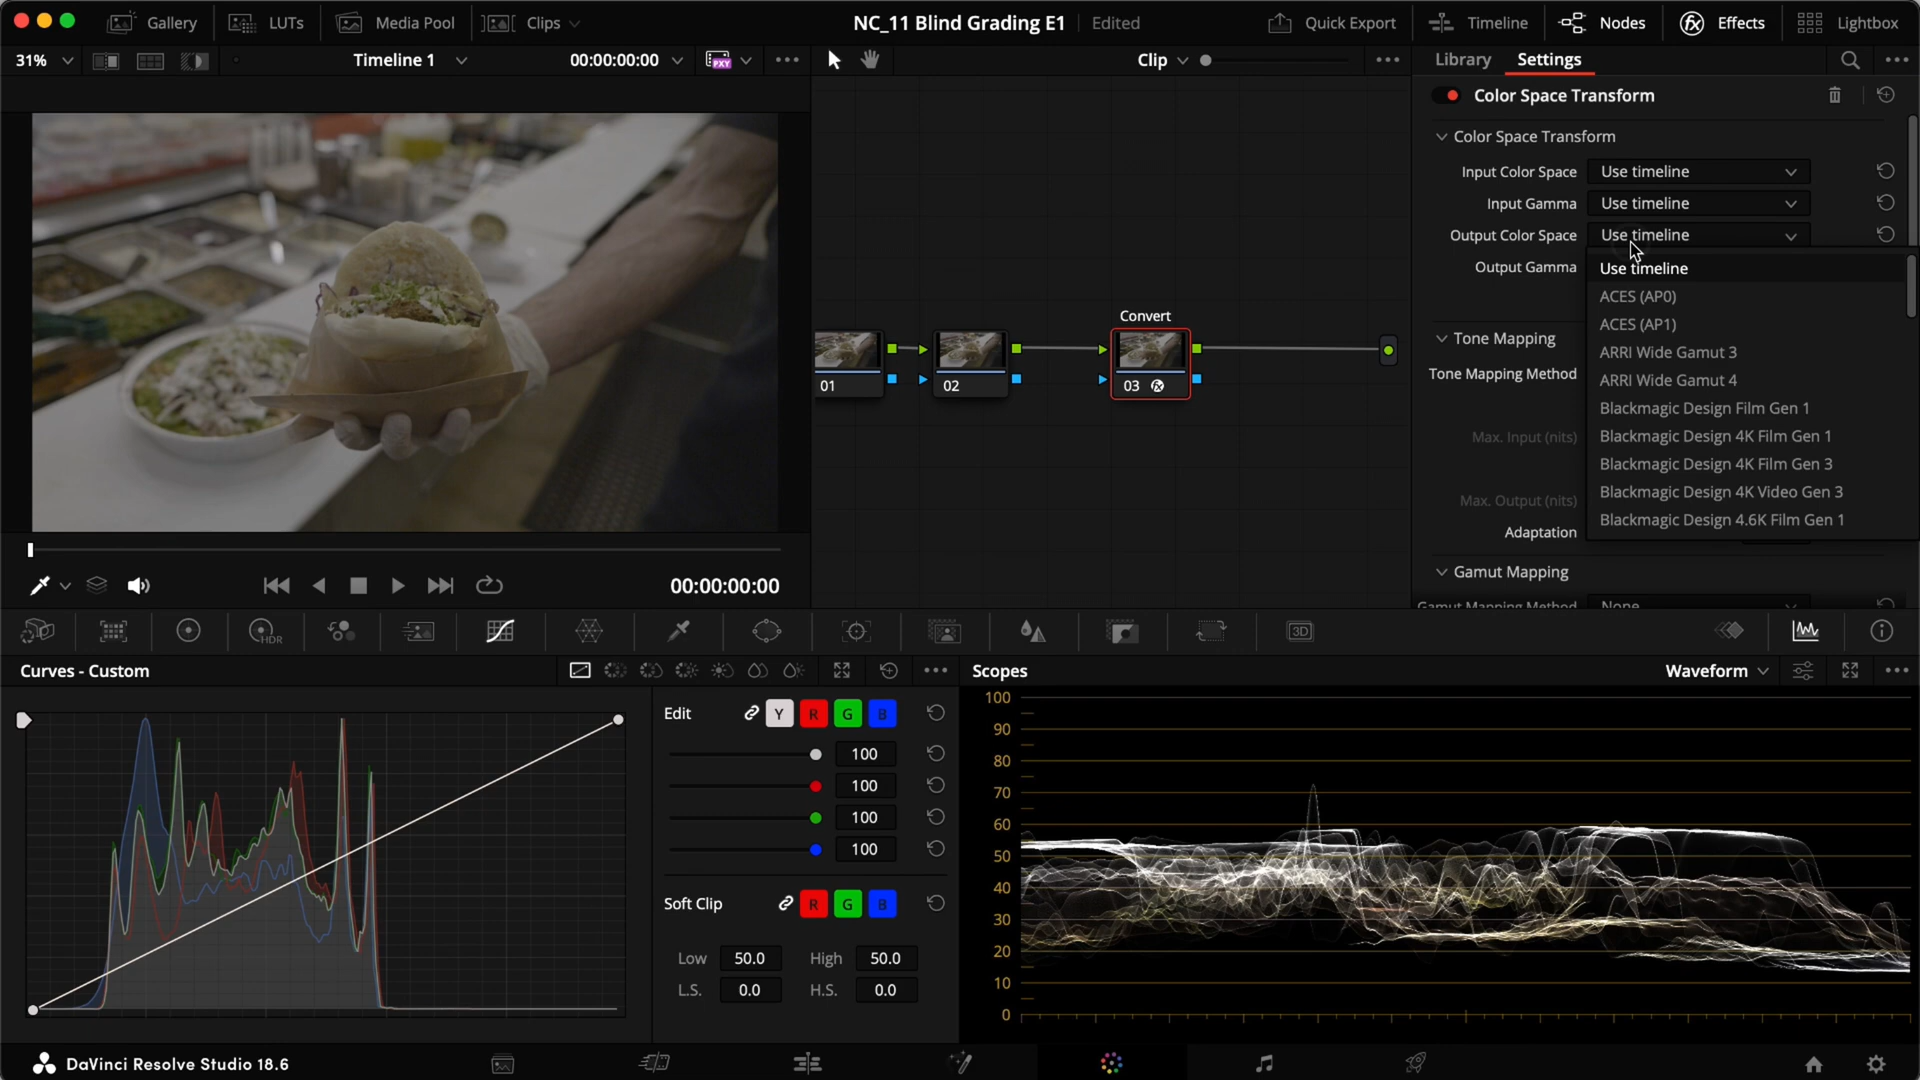 Gallery LUTs Media Pool Clips NC_11 Blind Grading E1 Edited Quick Export Timeline Nodes Effects Lightbox
31% Timeline 1 00:00:00:00 PXY Clip Library Settings
Color Space Transform
Color Space Transform
Input Color Space Use timeline
Input Gamma Use timeline
Output Color Space Use timeline
Output Gamma
Use timeline
ACES (AP0)
ACES (AP1)
ARRI Wide Gamut 3
ARRI Wide Gamut 4
Blackmagic Design Film Gen 1
Blackmagic Design 4K Film Gen 1
Blackmagic Design 4K Film Gen 3
Blackmagic Design 4K Video Gen 3
Blackmagic Design 4.6K Film Gen 1
Tone Mapping
Tone Mapping Method
Max. Input (nits)
Max. Output (nits)
Adaptation
Gamut Mapping
Gamut Mapping Method None
Convert
01 02 03
00:00:00:00
HDR 3D
Curves - Custom
Edit Y R G B
100
100
100
100
Soft Clip R G B
Low 50.0 High 50.0
L.S. 0.0 H.S. 0.0
Scopes Waveform
100
90
80
70
60
50
40
30
20
10
0
DaVinci Resolve Studio 18.6